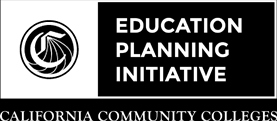 EDUCATION
PLANNING
INITIATIVE
CALIFORNIA COMMUNITY COLLEGES